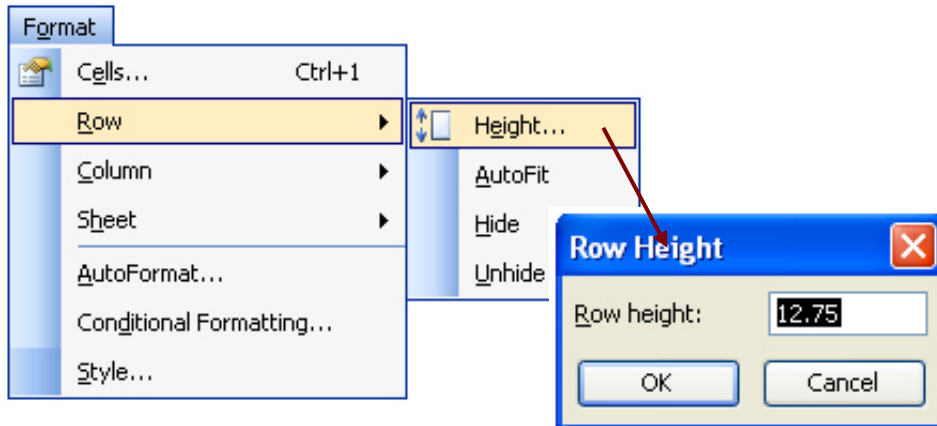 Format
Cells... Ctrl+1
Row
Column
Sheet
AutoFormat...
Conditional Formatting...
Style...
Height...
AutoFit
Hide
Unhide
Row Height
Row height: 12.75
OK Cancel